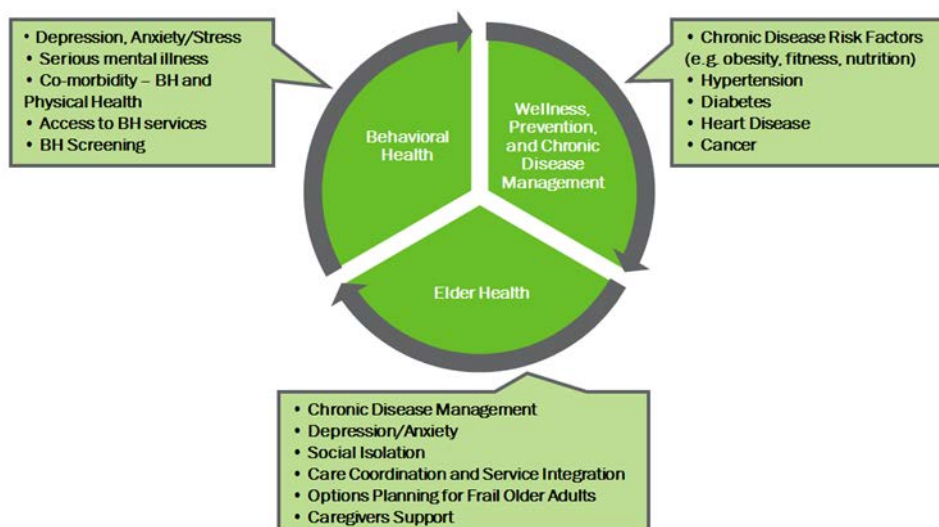 • Depression, Anxiety/Stress
• Serious mental illness
• Co-morbidity – BH and
Physical Health
• Access to BH services
• BH Screening
Behavioral
Health
Wellness,
Prevention,
and Chronic
Disease
Management
• Chronic Disease Risk Factors
(e.g. obesity, fitness, nutrition)
• Hypertension
• Diabetes
• Heart Disease
• Cancer
Elder Health
• Chronic Disease Management
• Depression/Anxiety
• Social Isolation
• Care Coordination and Service Integration
• Options Planning for Frail Older Adults
• Caregivers Support